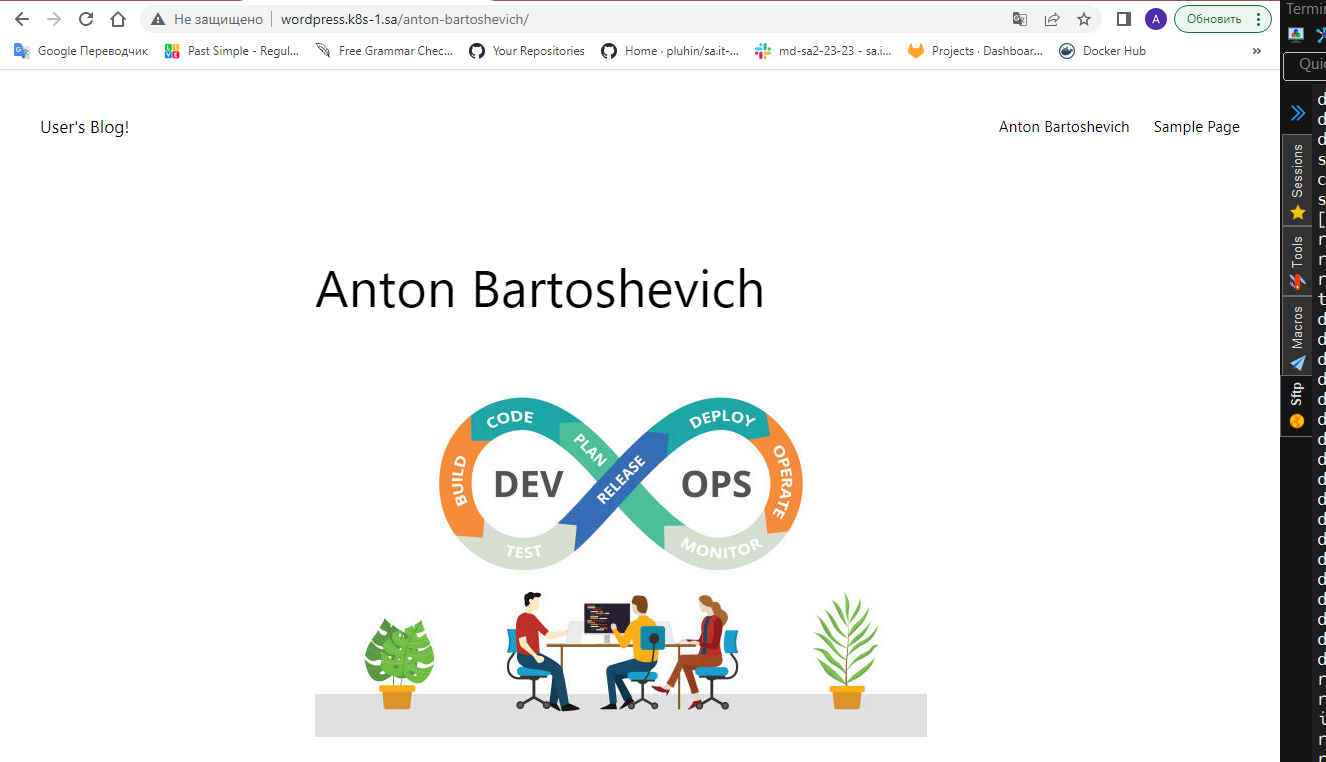 Не защищено wordpress.k8s-1.sa/anton-bartoshevich/ A Обновить
Google Переводчик Past Simple - Regul... Free Grammar Chec... Your Repositories Home · pluhin/sa.it-... md-sa2-23-23 - sa.i... Projects · Dashboar... Docker Hub »
User's Blog! Anton Bartoshevich Sample Page
Anton Bartoshevich
CODE
DEPLOY
PLAN
BUILD
DEV
RELEASE
OPS
OPERATE
TEST
MONITOR
Sessions
Tools
Macros
Sftp